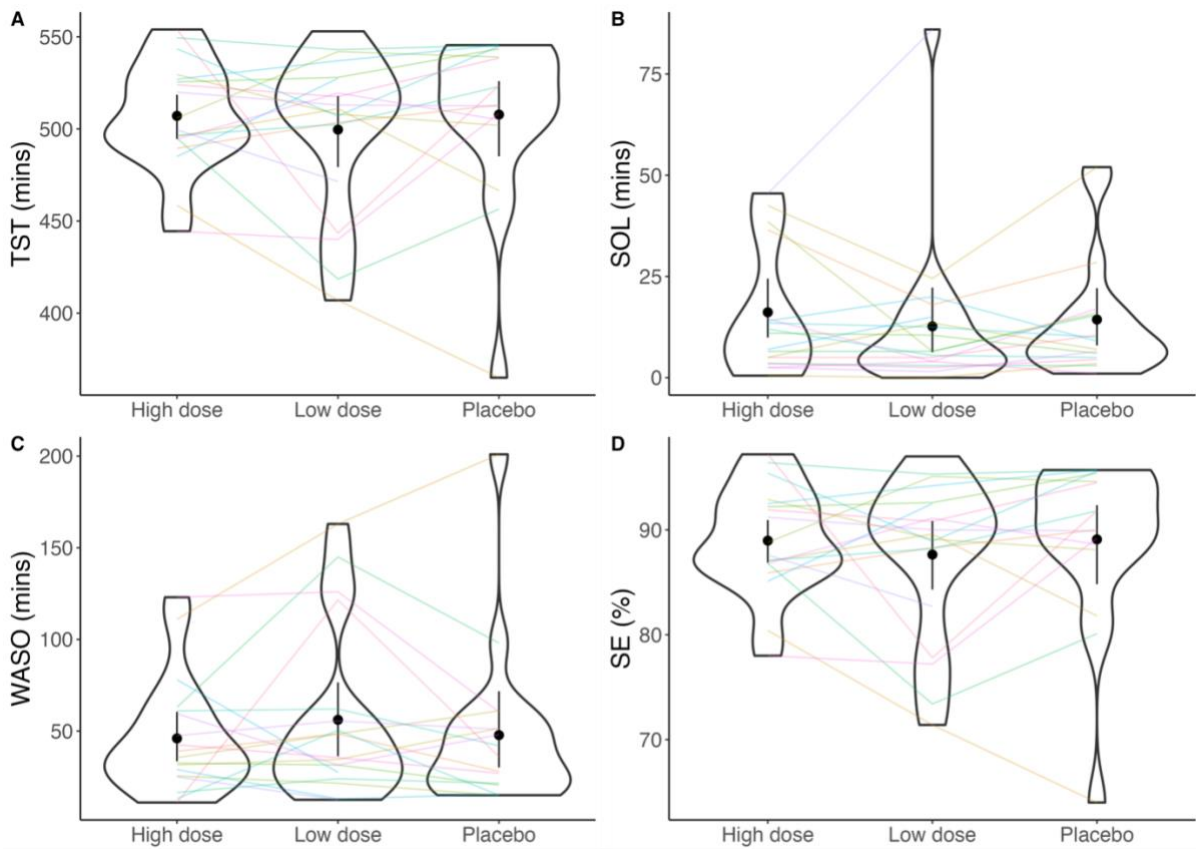 A
TST (mins)
550
500
450
400
High dose Low dose Placebo
B
SOL (mins)
75
50
25
0
High dose Low dose Placebo
C
WASO (mins)
200
150
100
50
High dose Low dose Placebo
D
SE (%)
90
80
70
High dose Low dose Placebo